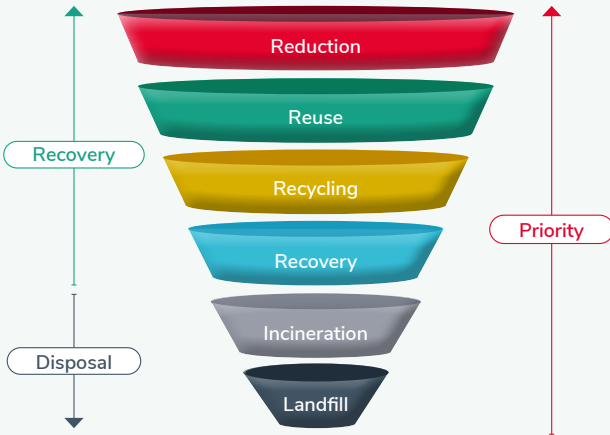 Reduction
Reuse
Recovery
Recycling
Priority
Recovery
Incineration
Disposal
Landfill